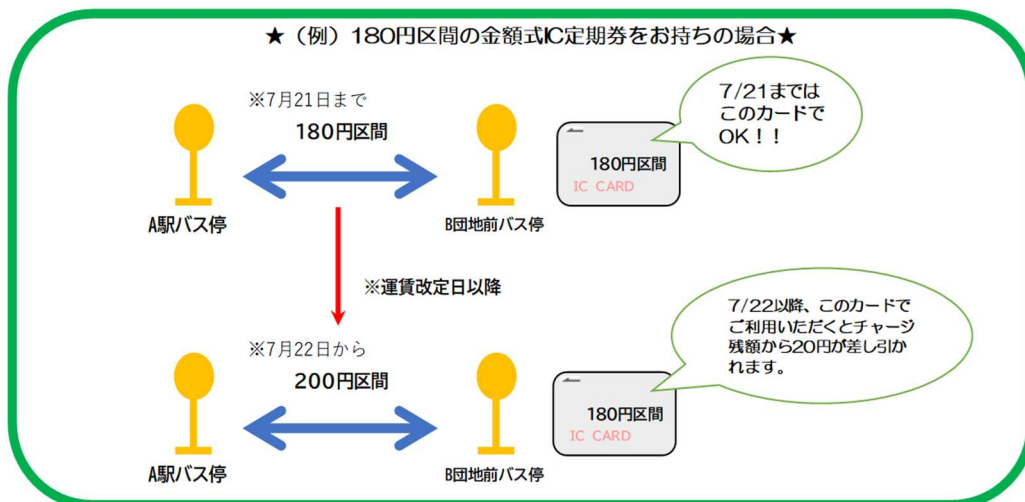 ★（例）180円区間の金額式IC定期券をお持ちの場合★
※7月21日まで
180円区間
7/21までは
このカードで
OK！！
180円区間
IC CARD
A駅バス停
B団地前バス停
※運賃改定日以降
※7月22日から
200円区間
7/22以降、このカードで
ご利用いただくとチャージ
残額から20円が差し引か
れます。
180円区間
IC CARD
A駅バス停
B団地前バス停